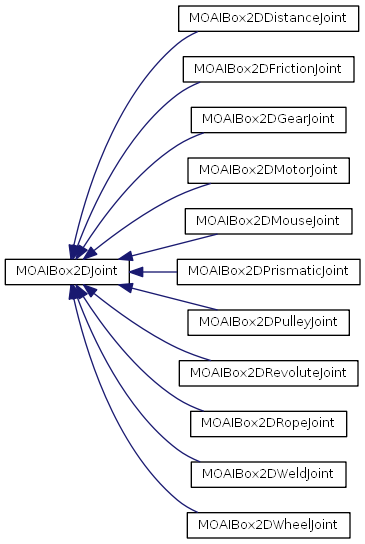 MOAIBox2DDistanceJoint
MOAIBox2DFrictionJoint
MOAIBox2DGearJoint
MOAIBox2DMotorJoint
MOAIBox2DMouseJoint
MOAIBox2DJoint
MOAIBox2DPrismaticJoint
MOAIBox2DPulleyJoint
MOAIBox2DRevoluteJoint
MOAIBox2DRopeJoint
MOAIBox2DWeldJoint
MOAIBox2DWheelJoint